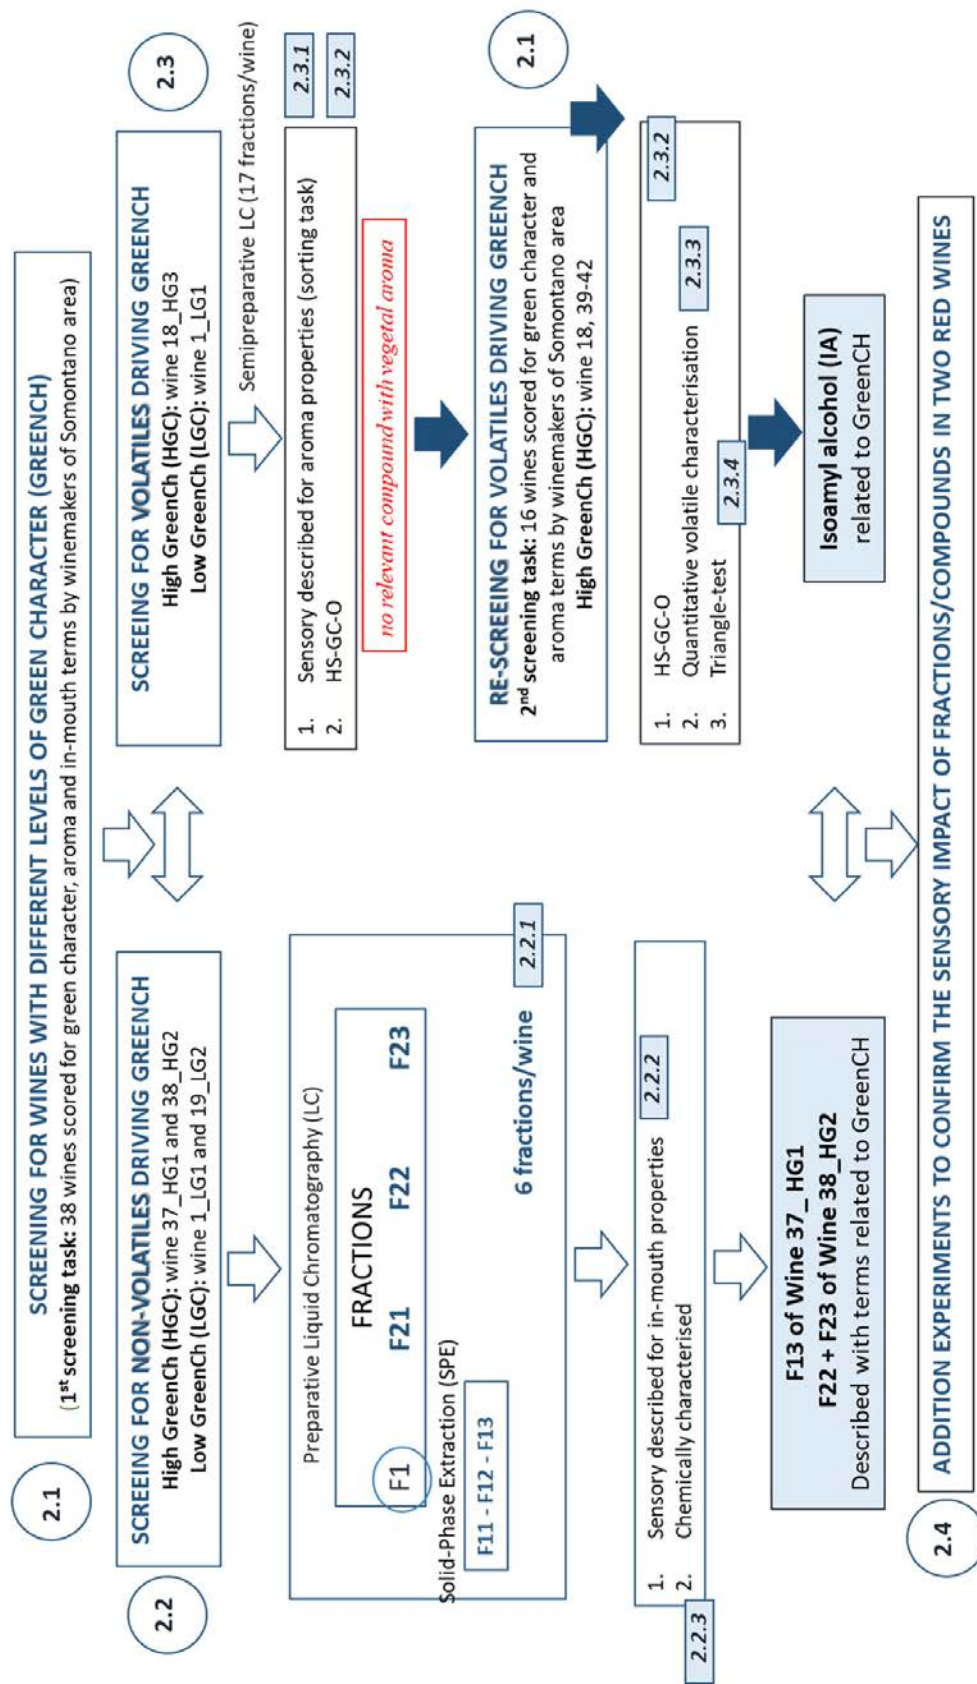 2.1
SCREENING FOR WINES WITH DIFFERENT LEVELS OF GREEN CHARACTER (GREENCH)
(1st screening task: 38 wines scored for green character, aroma and in-mouth terms by winemakers of Somontano area)
2.2
SCREEING FOR NON-VOLATILES DRIVING GREENCH
High GreenCh (HGC): wine 37_HG1 and 38_HG2
Low GreenCh (LGC): wine 1_LG1 and 19_LG2
Preparative Liquid Chromatography (LC)
FRACTIONS
F1 F21 F22 F23
Solid-Phase Extraction (SPE)
F11 - F12 - F13
6 fractions/wine
2.2.1
1. Sensory described for in-mouth properties
2.2.2
2. Chemically characterised
2.2.3
F13 of Wine 37_ HG1
F22 + F23 of Wine 38_HG2
Described with terms related to GreenCH
2.3
SCREEING FOR VOLATILES DRIVING GREENCH
High GreenCh (HGC): wine 18_HG3
Low GreenCh (LGC): wine 1_LG1
Semipreparative LC (17 fractions/wine)
1. Sensory described for aroma properties (sorting task)
2.3.1
2. HS-GC-O
2.3.2
no relevant compound with vegetal aroma
2.1
RE-SCREEING FOR VOLATILES DRIVING GREENCH
2nd screening task: 16 wines scored for green character and
aroma terms by winemakers of Somontano area
High GreenCh (HGC): wine 18, 39-42
1. HS-GC-O
2.3.2
2. Quantitative volatile characterisation
2.3.3
3. Triangle-test
2.3.4
Isoamyl alcohol (IA)
related to GreenCH
2.4
ADDITION EXPERIMENTS TO CONFIRM THE SENSORY IMPACT OF FRACTIONS/COMPOUNDS IN TWO RED WINES